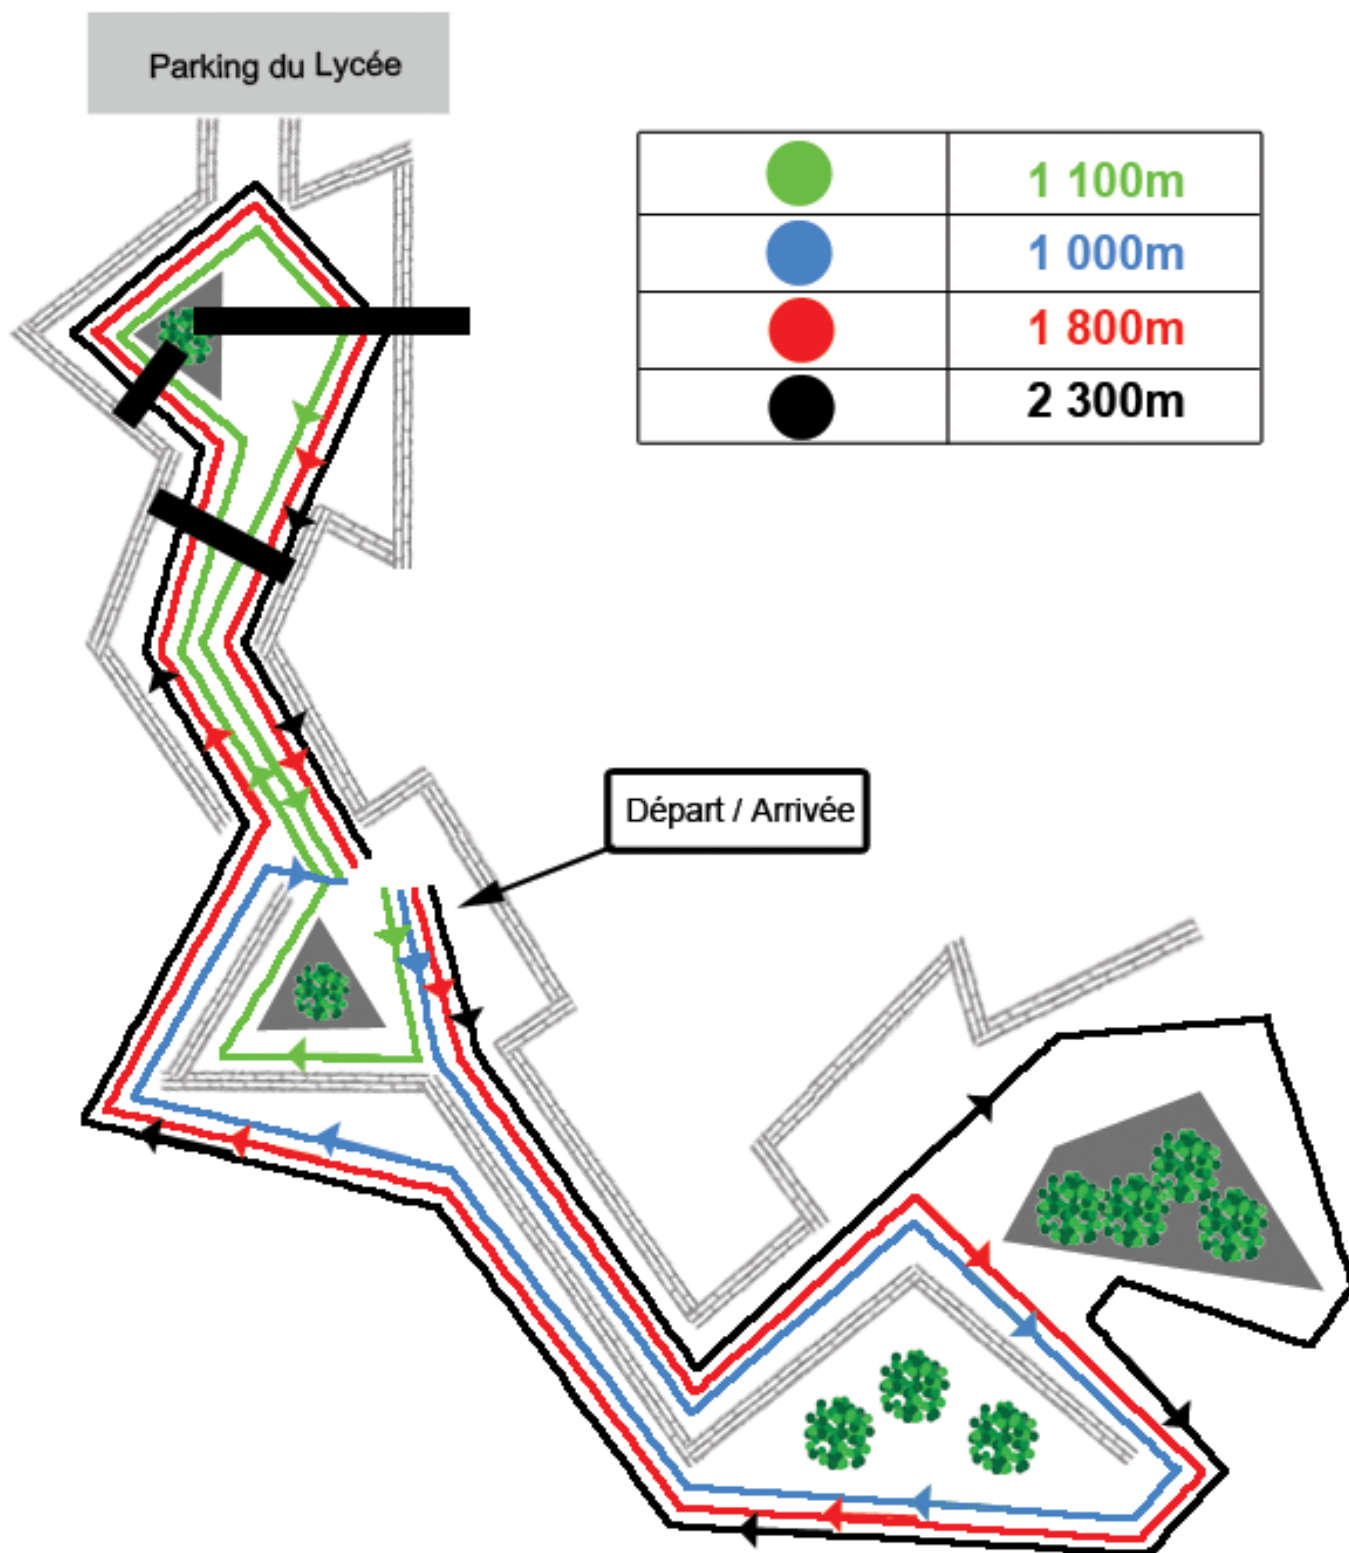 Parking du Lycée
1 100m
1 000m
1 800m
2 300m
Départ / Arrivée